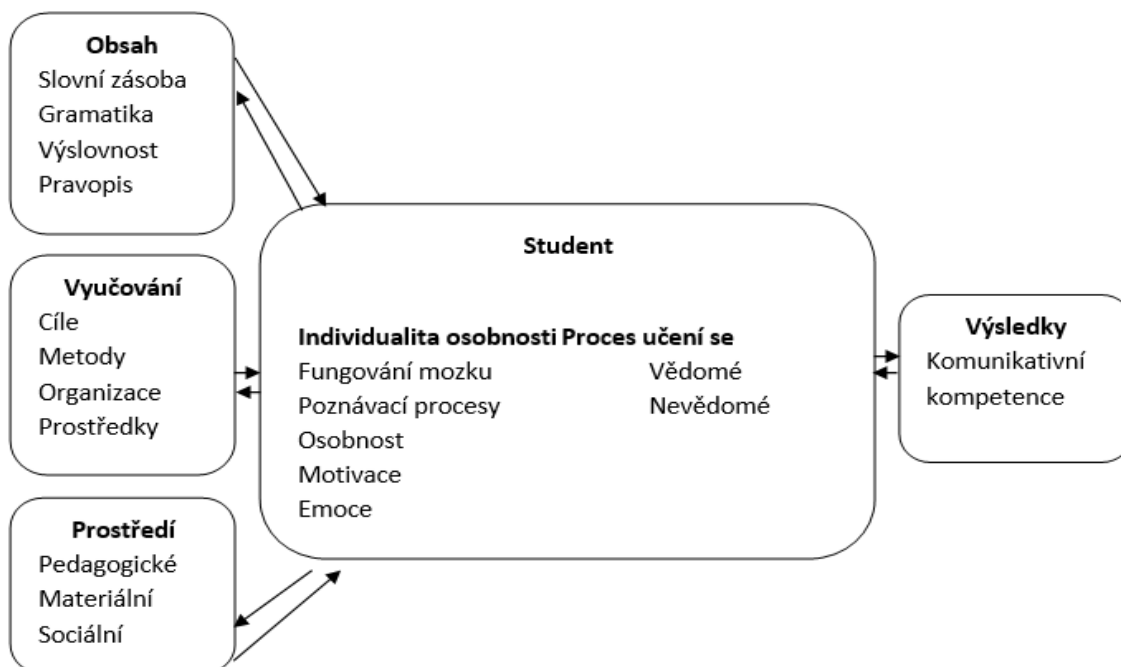 Obsah
Slovní zásoba
Gramatika
Výslovnost
Pravopis
Vyučování
Cíle
Metody
Organizace
Prostředky
Prostředí
Pedagogické
Materiální
Sociální
Student
Individualita osobnosti Proces učení se
Fungování mozku Vědomé
Poznávací procesy Nevědomé
Osobnost
Motivace
Emoce
Výsledky
Komunikativní
kompetence